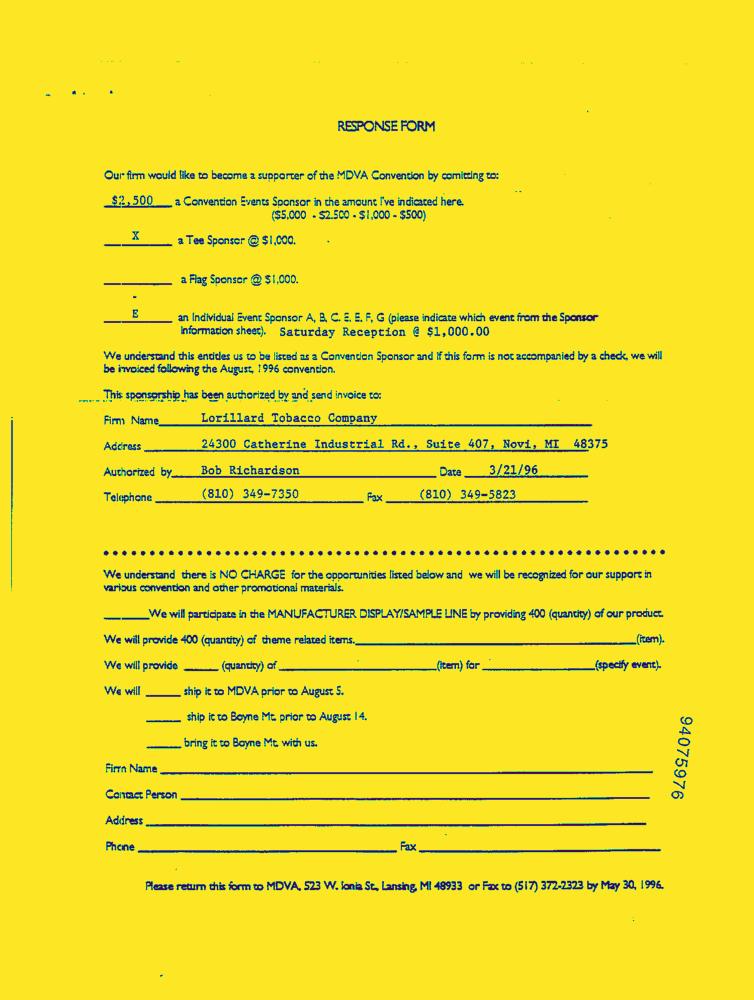 RESPONSE FORM
Our firm would like to become a supporter of the MDVA Convention by comitting to:
$2,500 a Convention Events Sponsor in the amount I've indicated here.
($5,000 - $2,500 - $1,000 - $500)
X a Tee Sponsor @ $1,000.
a Flag Sponsor @ $1,000.
E an Individual Event Sponsor A, B, C, E, E, F, G (please indicate which event from the Sponsor
Information sheet). Saturday Reception @ $1,000.00
We understand this entitles us to be listed as a Convention Sponsor and if this form is not accompanied by a check, we will
be invoiced following the August, 1996 convention.
This sponsorship has been authorized by and send invoice to:
Firm Name Lorillard Tobacco Company
Address 24300 Catherine Industrial Rd., Suite 407, Novi, MI 48375
Authorized by Bob Richardson Date 3/21/96
Telephone (810) 349-7350 Fax (810) 349-5823
We understand there is NO CHARGE for the opportunities listed below and we will be recognized for our support in
various convention and other promotional materials.
We will participate in the MANUFACTURER DISPLAY/SAMPLE LINE by providing 400 (quantity) of our product.
We will provide 400 (quantity) of theme related items. (item).
We will provide (quantity) of (item) for (specify event).
We will ship it to MDVA prior to August 5.
ship it to Boyne Mt. prior to August 14.
bring it to Boyne Mt. with us.
Firm Name
Contact Person
Address
Phone Fax
Please return this form to MDVA, 523 W. Ionia St., Lansing, MI 48933 or Fax to (517) 372-2323 by May 30, 1996.
94075976